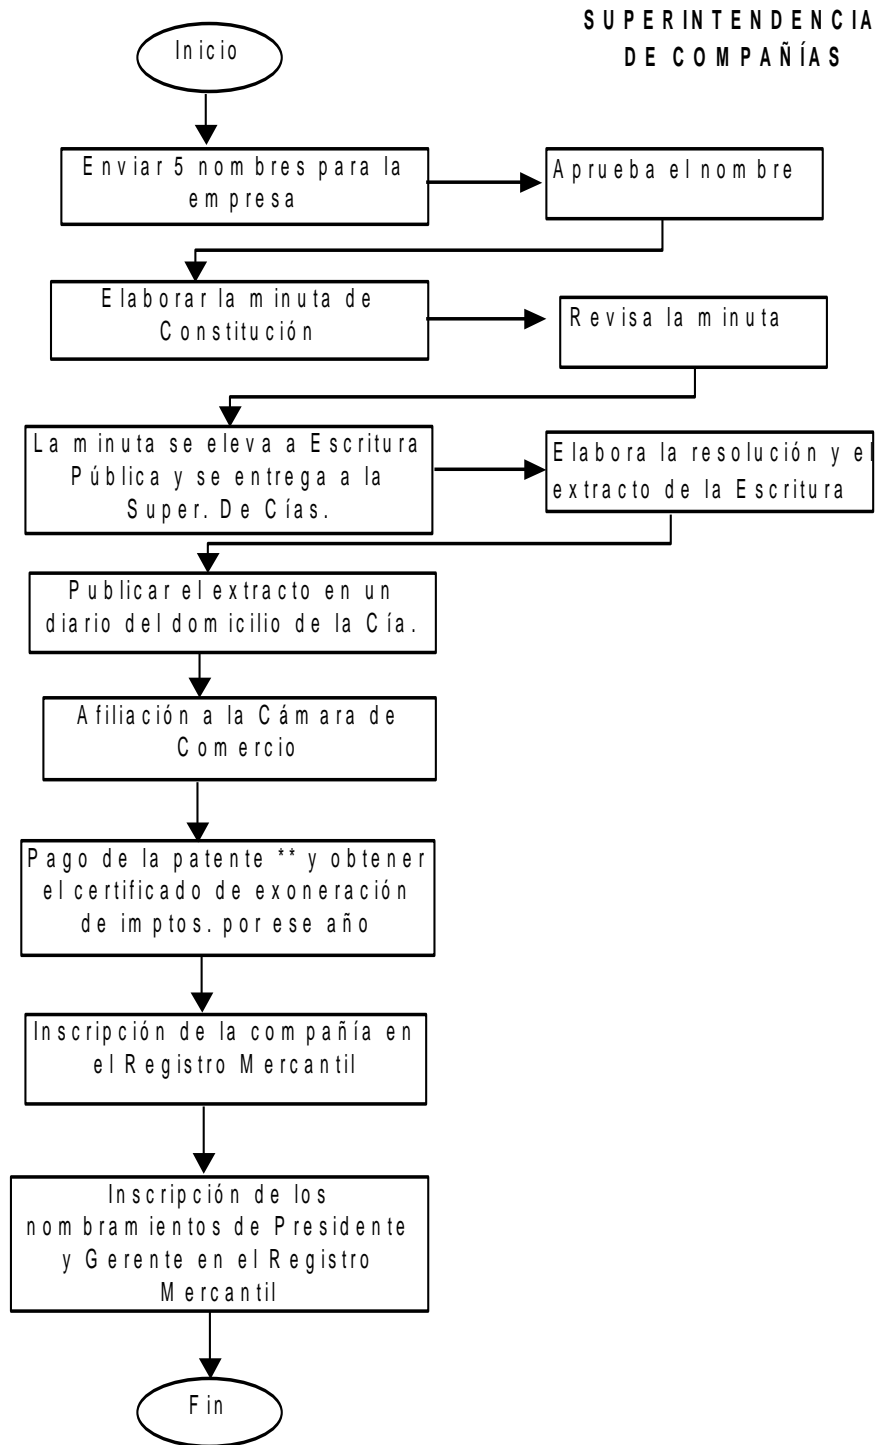 SUPERINTENDENCIA
DE COMPAÑÍAS
Inicio
Enviar 5 nombres para la
empresa
Aprueba el nombre
Elaborar la minuta de
Constitución
Revisa la minuta
La minuta se eleva a Escritura
Pública y se entrega a la
Super. De Cías.
Elabora la resolución y el
extracto de la Escritura
Publicar el extracto en un
diario del domicilio de la Cía.
Afiliación a la Cámara de
Comercio
Pago de la patente ** y obtener
el certificado de exoneración
de imptos. por ese año
Inscripción de la compañía en
el Registro Mercantil
Inscripción de los
nombramientos de Presidente
y Gerente en el Registro
Mercantil
Fin